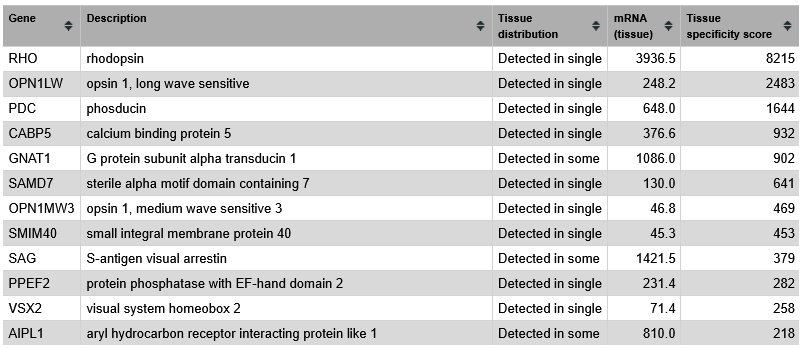 Gene Description Tissue distribution mRNA (tissue) Tissue specificity score
RHO rhodopsin Detected in single 3936.5 8215
OPN1LW opsin 1, long wave sensitive Detected in single 248.2 2483
PDC phosducin Detected in single 648.0 1644
CABP5 calcium binding protein 5 Detected in single 376.6 932
GNAT1 G protein subunit alpha transducin 1 Detected in some 1086.0 902
SAMD7 sterile alpha motif domain containing 7 Detected in single 130.0 641
OPN1MW3 opsin 1, medium wave sensitive 3 Detected in single 46.8 469
SMIM40 small integral membrane protein 40 Detected in single 45.3 453
SAG S-antigen visual arrestin Detected in some 1421.5 379
PPEF2 protein phosphatase with EF-hand domain 2 Detected in single 231.4 282
VSX2 visual system homeobox 2 Detected in single 71.4 258
AIPL1 aryl hydrocarbon receptor interacting protein like 1 Detected in some 810.0 218